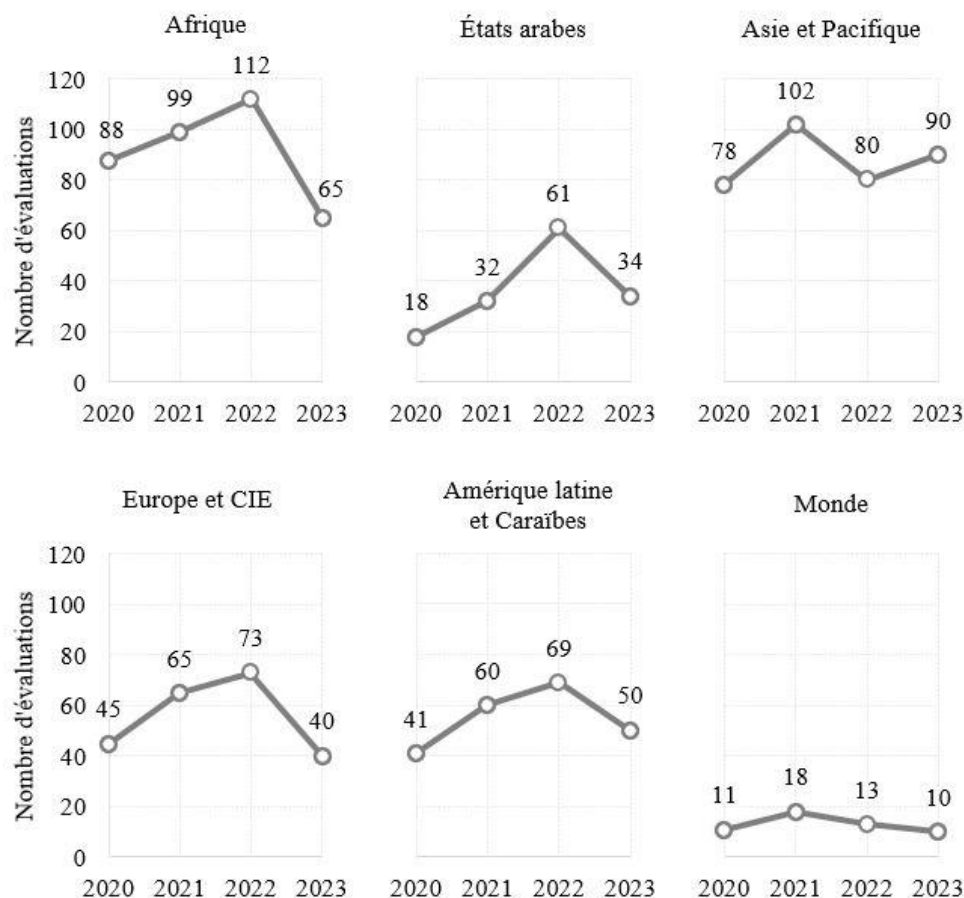 Afrique
États arabes
Asie et Pacifique
Nombre d'évaluations
120
100
80
60
40
20
0
88
99
112
65
18
32
61
34
78
102
80
90
2020 2021 2022 2023
2020 2021 2022 2023
2020 2021 2022 2023
Europe et CIE
Amérique latine
et Caraïbes
Monde
Nombre d'évaluations
120
100
80
60
40
20
0
45
65
73
40
41
60
69
50
11
18
13
10
2020 2021 2022 2023
2020 2021 2022 2023
2020 2021 2022 2023